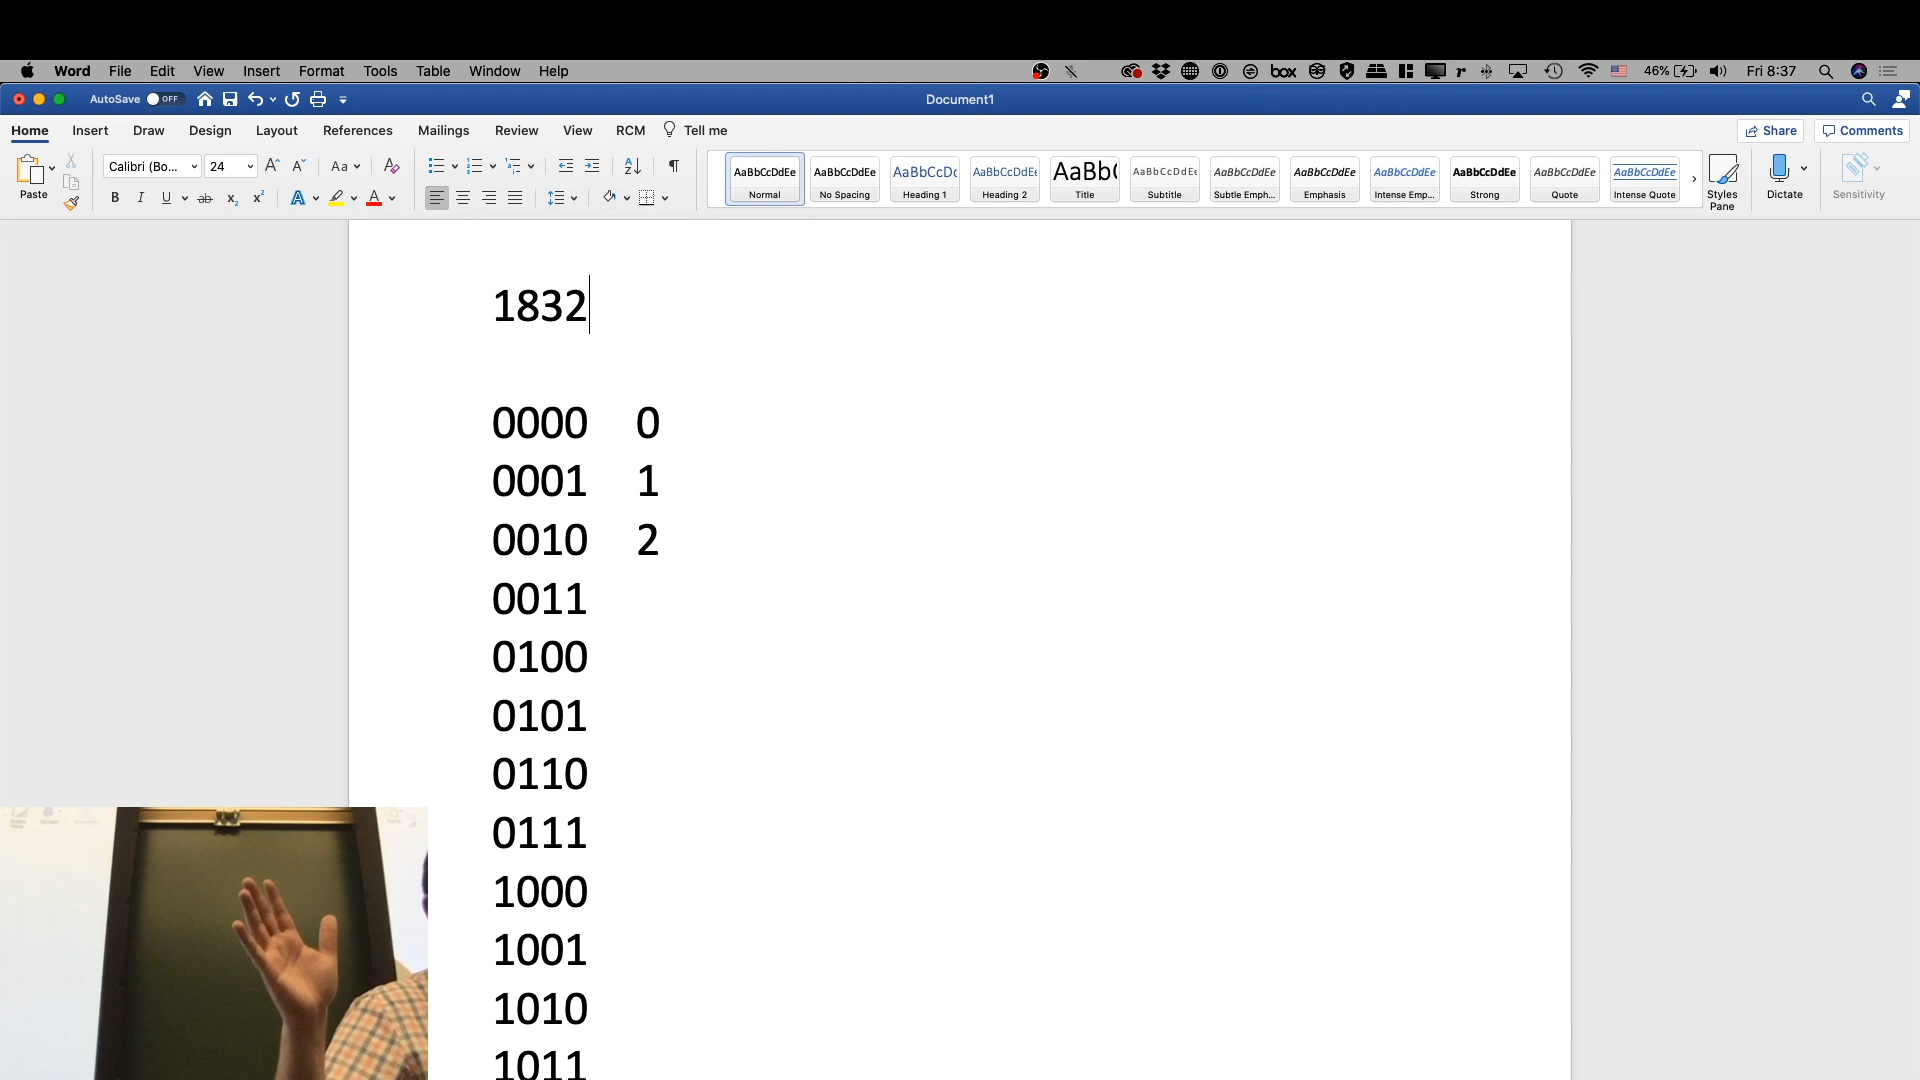 Word File Edit View Insert Format Tools Table Window Help box r 46% Fri 8:37
AutoSave OFF Document1
Home Insert Draw Design Layout References Mailings Review View RCM Tell me Share Comments
Paste Calibri (Bo... 24 Aa
AaBbCcDdEe AaBbCcDdEe AaBbCcDc AaBbCcDdEe AaBb( AaBbCcDdEe AaBbCcDdEe AaBbCcDdEe AaBbCcDdEe AaBbCcDdEe AaBbCcDdEe AaBbCcDdEe
Normal No Spacing Heading 1 Heading 2 Title Subtitle Subtle Emph... Emphasis Intense Emp... Strong Quote Intense Quote Styles Pane Dictate Sensitivity
1832
0000 0
0001 1
0010 2
0011
0100
0101
0110
0111
1000
1001
1010
1011